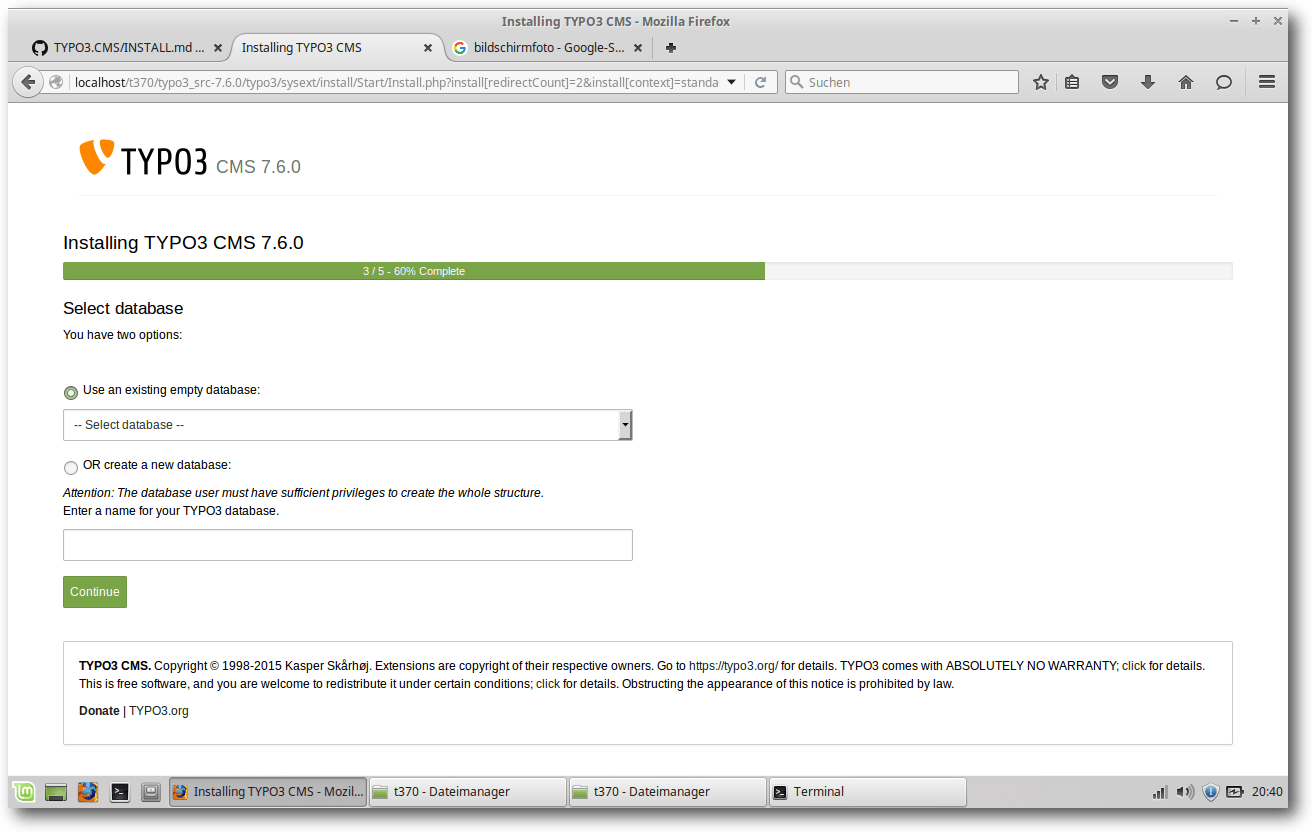 Installing TYPO3 CMS - Mozilla Firefox
TYPO3.CMS/INSTALL.md ...
Installing TYPO3 CMS
bildschirmfoto - Google-S...
localhost/t370/typo3_src-7.6.0/typo3/sysext/install/Start/Install.php?install[redirectCount]=2&install[context]=standa
Suchen
TYPO3 CMS 7.6.0
Installing TYPO3 CMS 7.6.0
3 / 5 - 60% Complete
Select database
You have two options:
Use an existing empty database:
-- Select database --
OR create a new database:
Attention: The database user must have sufficient privileges to create the whole structure.
Enter a name for your TYPO3 database.
Continue
TYPO3 CMS. Copyright © 1998-2015 Kasper Skårhøj. Extensions are copyright of their respective owners. Go to https://typo3.org/ for details. TYPO3 comes with ABSOLUTELY NO WARRANTY; click for details.
This is free software, and you are welcome to redistribute it under certain conditions; click for details. Obstructing the appearance of this notice is prohibited by law.
Donate | TYPO3.org
Installing TYPO3 CMS - Mozil...
t370 - Dateimanager
t370 - Dateimanager
Terminal
20:40